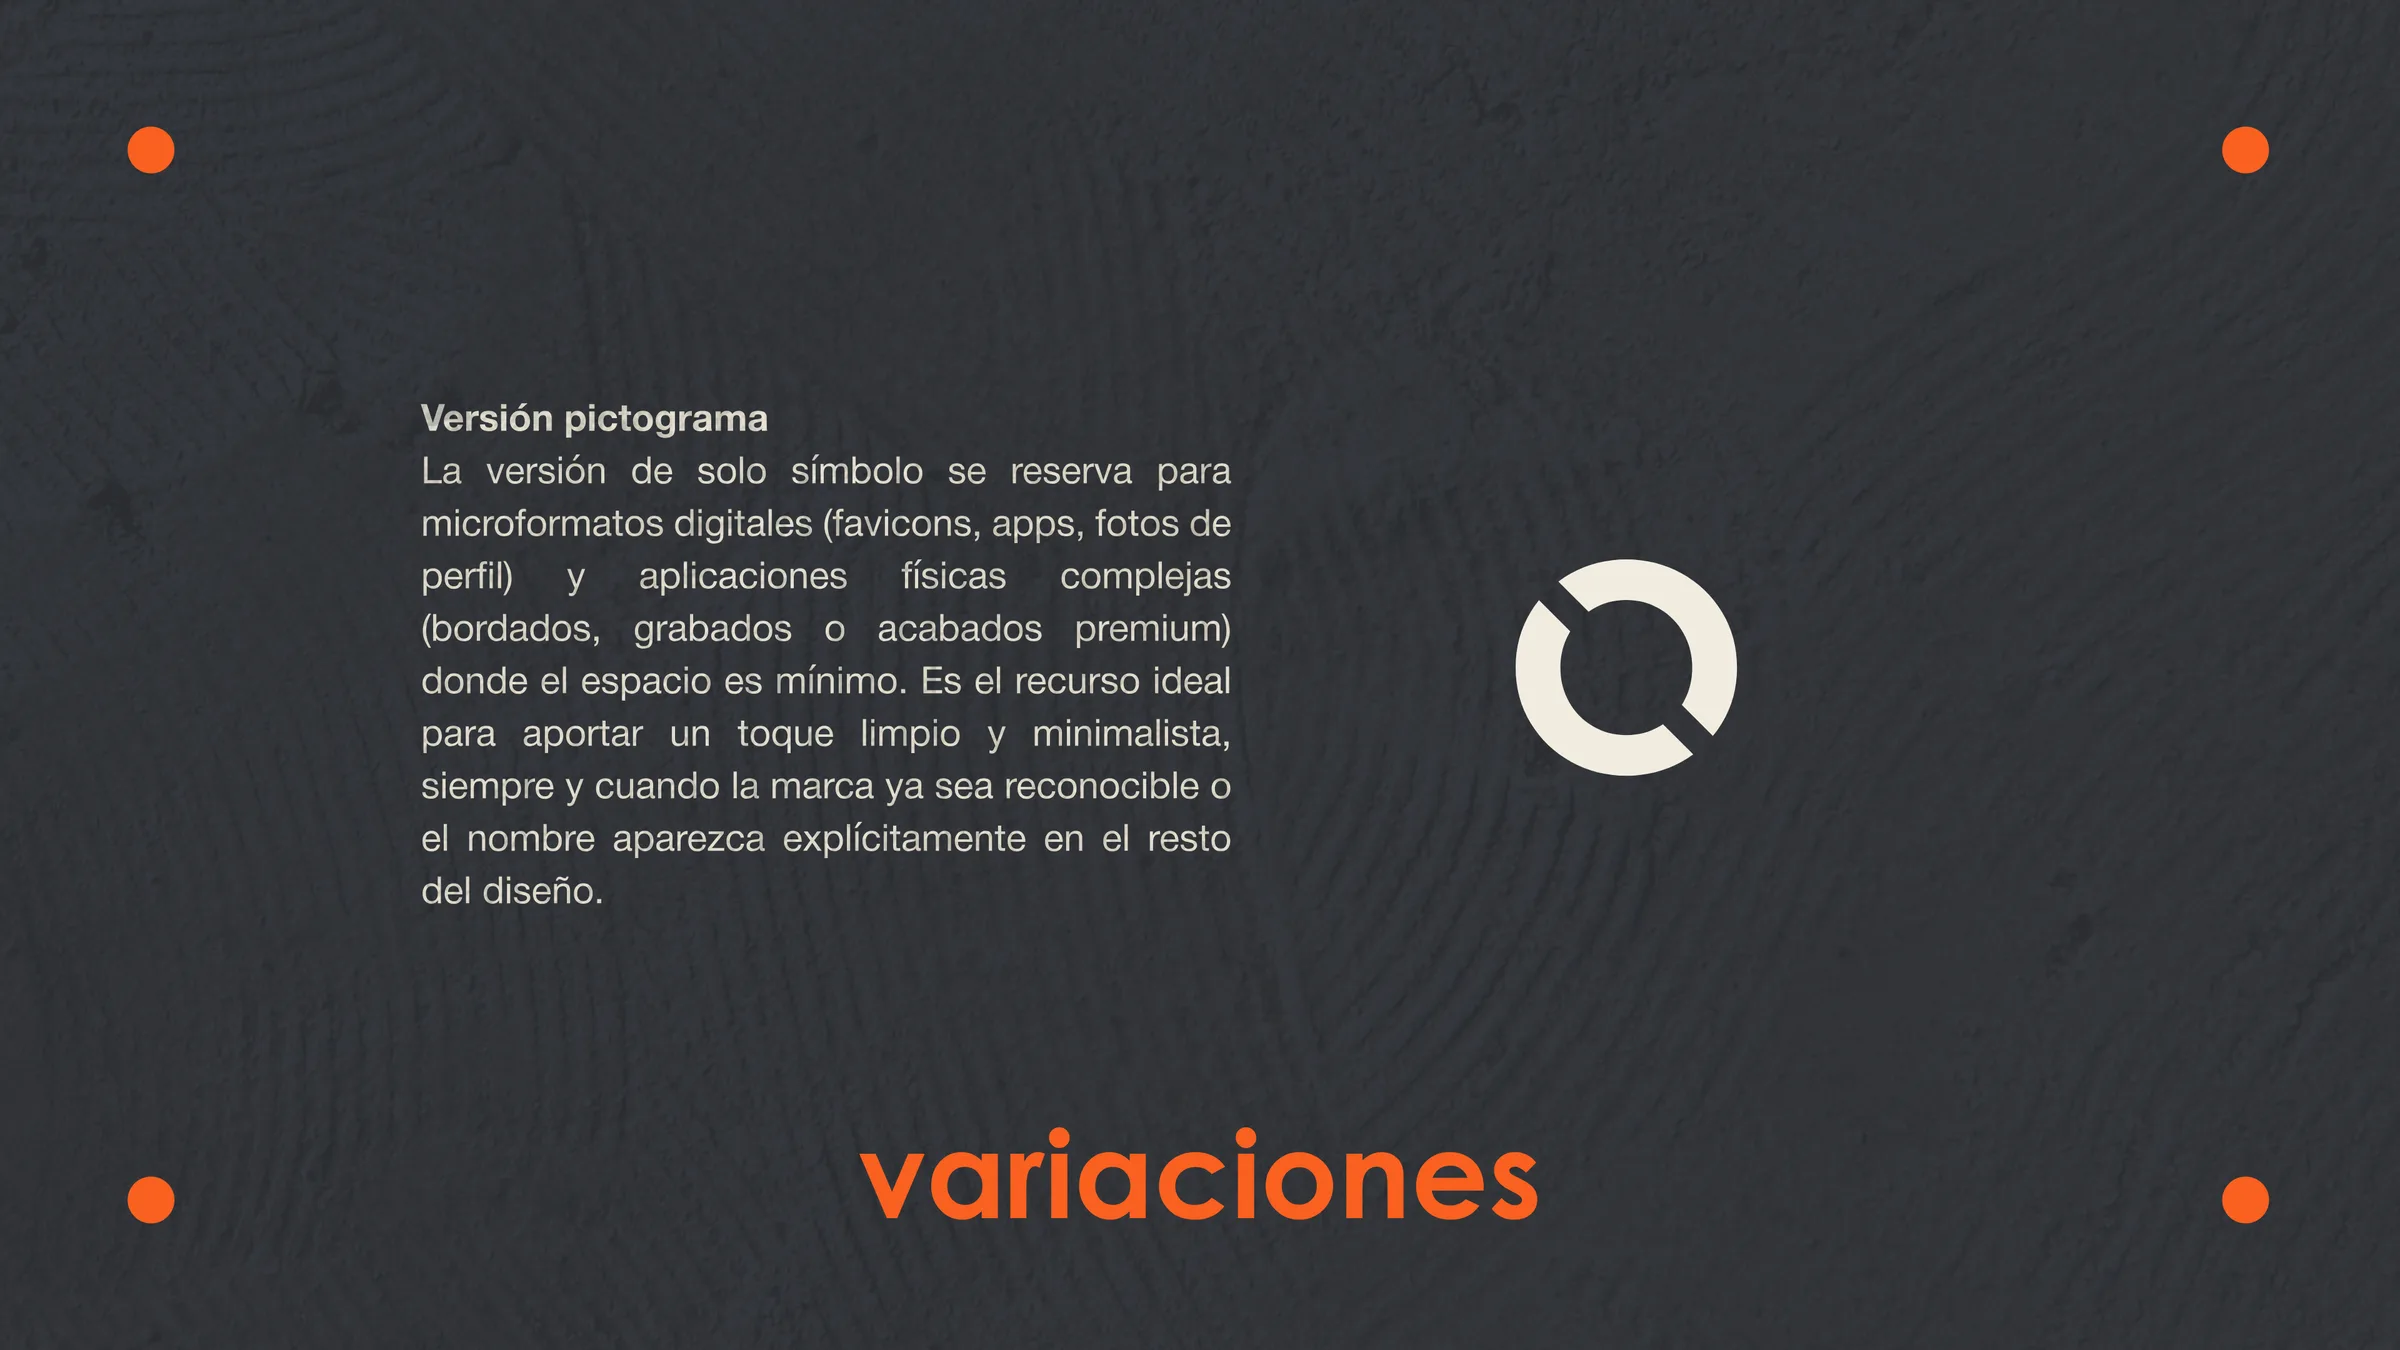 Versión pictograma
La versión de solo símbolo se reserva para
microformatos digitales (favicons, apps, fotos de
perfil) y aplicaciones físicas complejas
(bordados, grabados o acabados premium)
donde el espacio es mínimo. Es el recurso ideal
para aportar un toque limpio y minimalista,
siempre y cuando la marca ya sea reconocible o
el nombre aparezca explícitamente en el resto
del diseño.
variaciones